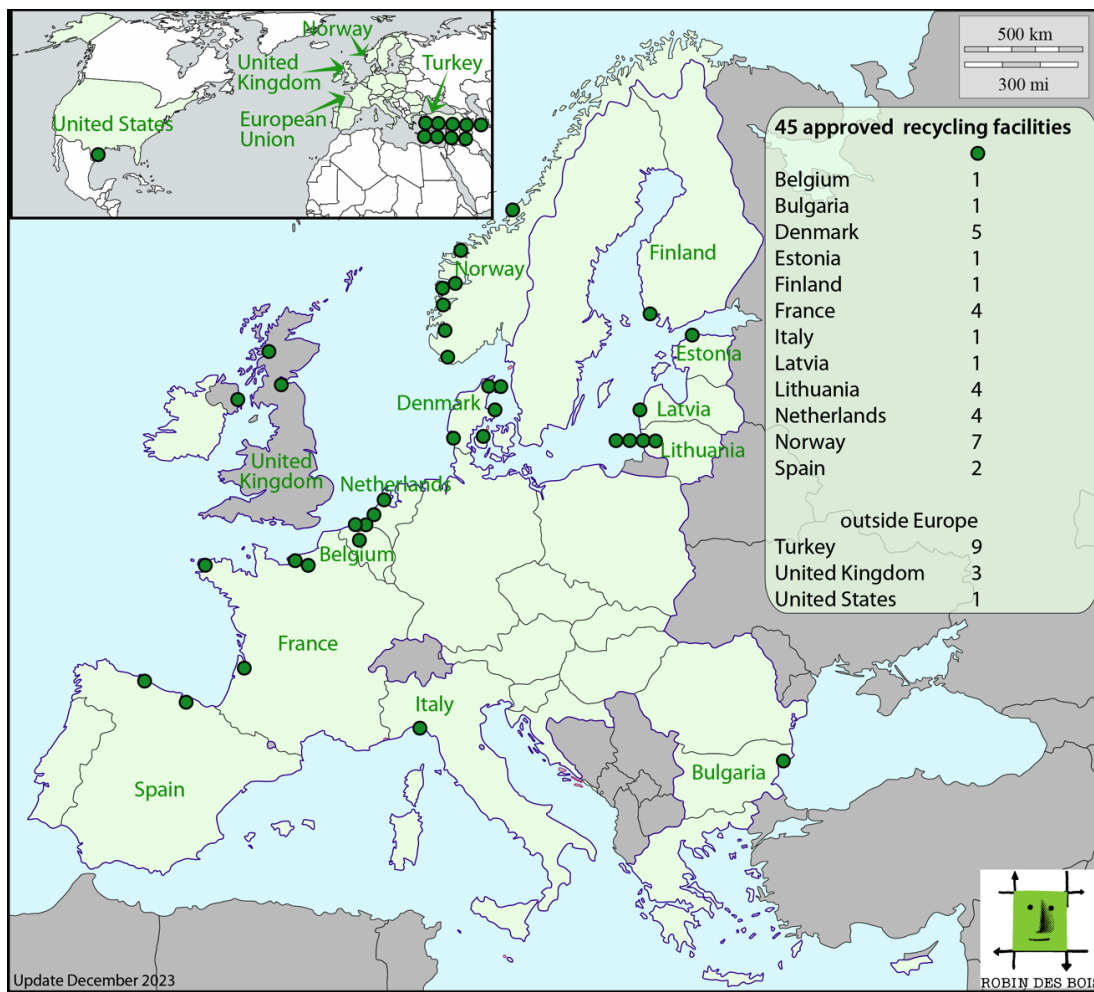 Norway
United
Kingdom
Turkey
European
Union
United States
500 km
300 mi
45 approved recycling facilities
Belgium 1
Bulgaria 1
Denmark 5
Estonia 1
Finland 1
France 4
Italy 1
Latvia 1
Lithuania 4
Netherlands 4
Norway 7
Spain 2
outside Europe
Turkey 9
United Kingdom 3
United States 1
Finland
Norway
Estonia
Denmark
Latvia
Lithuania
United
Kingdom
Netherlands
Belgium
France
Italy
Spain
Bulgaria
Update December 2023
ROBIN DES BOIS